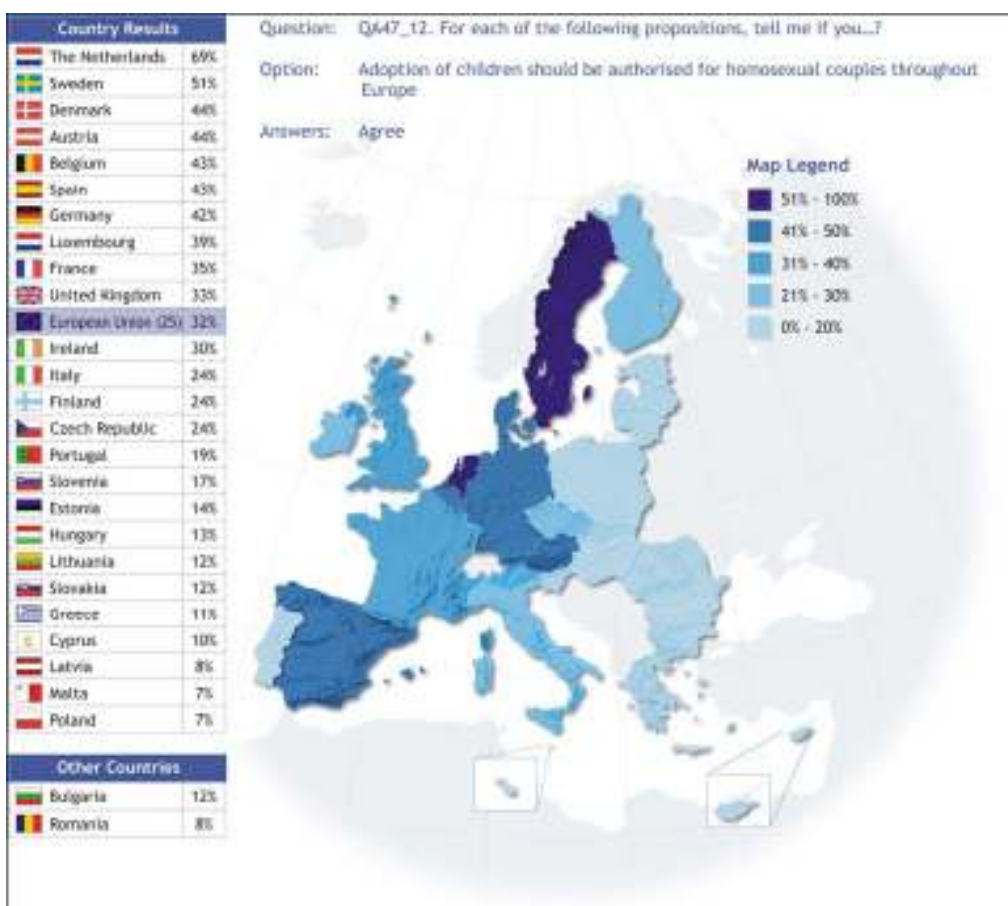 Country Results
The Netherlands 69%
Sweden 51%
Denmark 44%
Austria 44%
Belgium 43%
Spain 43%
Germany 42%
Luxembourg 39%
France 35%
United Kingdom 33%
European Union (25) 32%
Ireland 30%
Italy 24%
Finland 24%
Czech Republic 24%
Portugal 19%
Slovenia 17%
Estonia 14%
Hungary 13%
Lithuania 12%
Slovakia 12%
Greece 11%
Cyprus 10%
Latvia 8%
Malta 7%
Poland 7%
Other Countries
Bulgaria 12%
Romania 8%
Question: QA47_12. For each of the following propositions, tell me if you...?
Option: Adoption of children should be authorised for homosexual couples throughout
Europe
Answers: Agree
Map Legend
51% - 100%
41% - 50%
31% - 40%
21% - 30%
0% - 20%